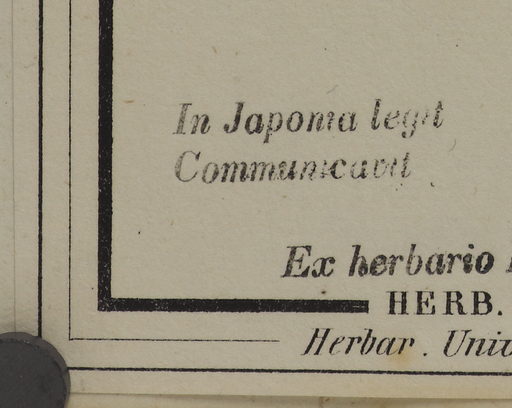 In Japonia legit
Communicavit
Ex herbario
HERB.
Herbar. Univ